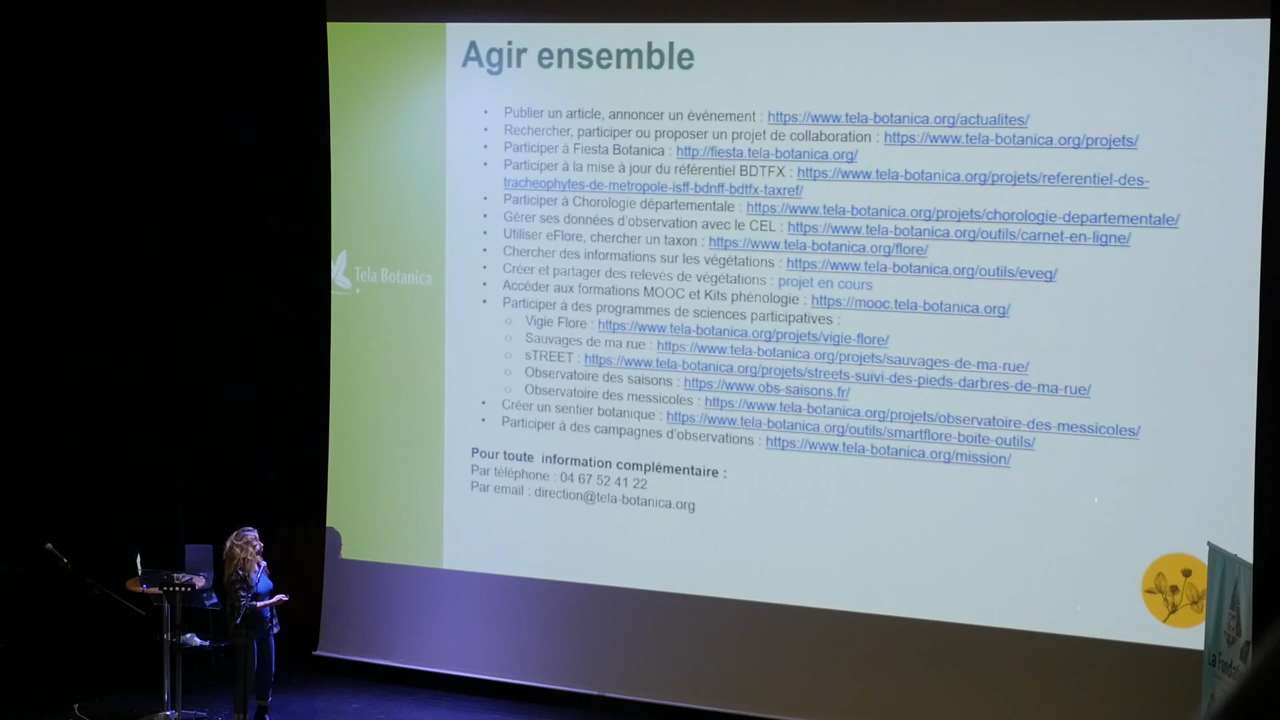 Agir ensemble
• Publier un article, annoncer un événement : https://www.tela-botanica.org/actualites/
• Rechercher, participer ou proposer un projet de collaboration : https://www.tela-botanica.org/projets/
• Participer à Fiesta Botanica : http://fiesta.tela-botanica.org/
• Participer à la mise à jour du référentiel BDTFX : https://www.tela-botanica.org/projets/referentiel-des-
tracheophytes-de-metropole-isff-bdnff-bdtfx-taxref/
• Participer à Chorologie départementale : https://www.tela-botanica.org/projets/chorologie-departementale/
• Gérer ses données d'observation avec le CEL : https://www.tela-botanica.org/outils/carnet-en-ligne/
• Utiliser eFlore, chercher un taxon : https://www.tela-botanica.org/flore/
• Chercher des informations sur les végétations : https://www.tela-botanica.org/outils/eveg/
• Créer et partager des relevés de végétations : projet en cours
• Accéder aux formations MOOC et Kits phénologie : https://mooc.tela-botanica.org/
• Participer à des programmes de sciences participatives :
○ Vigie Flore : https://www.tela-botanica.org/projets/vigie-flore/
○ Sauvages de ma rue : https://www.tela-botanica.org/projets/sauvages-de-ma-rue/
○ sTREET : https://www.tela-botanica.org/projets/streets-suivi-des-pieds-darbres-de-ma-rue/
○ Observatoire des saisons : https://www.obs-saisons.fr/
○ Observatoire des messicoles : https://www.tela-botanica.org/projets/observatoire-des-messicoles/
• Créer un sentier botanique : https://www.tela-botanica.org/outils/smartflore-boite-outils/
• Participer à des campagnes d'observations : https://www.tela-botanica.org/mission/
Pour toute information complémentaire :
Par téléphone : 04 67 52 41 22
Par email : direction@tela-botanica.org
Tela Botanica
La Fondat